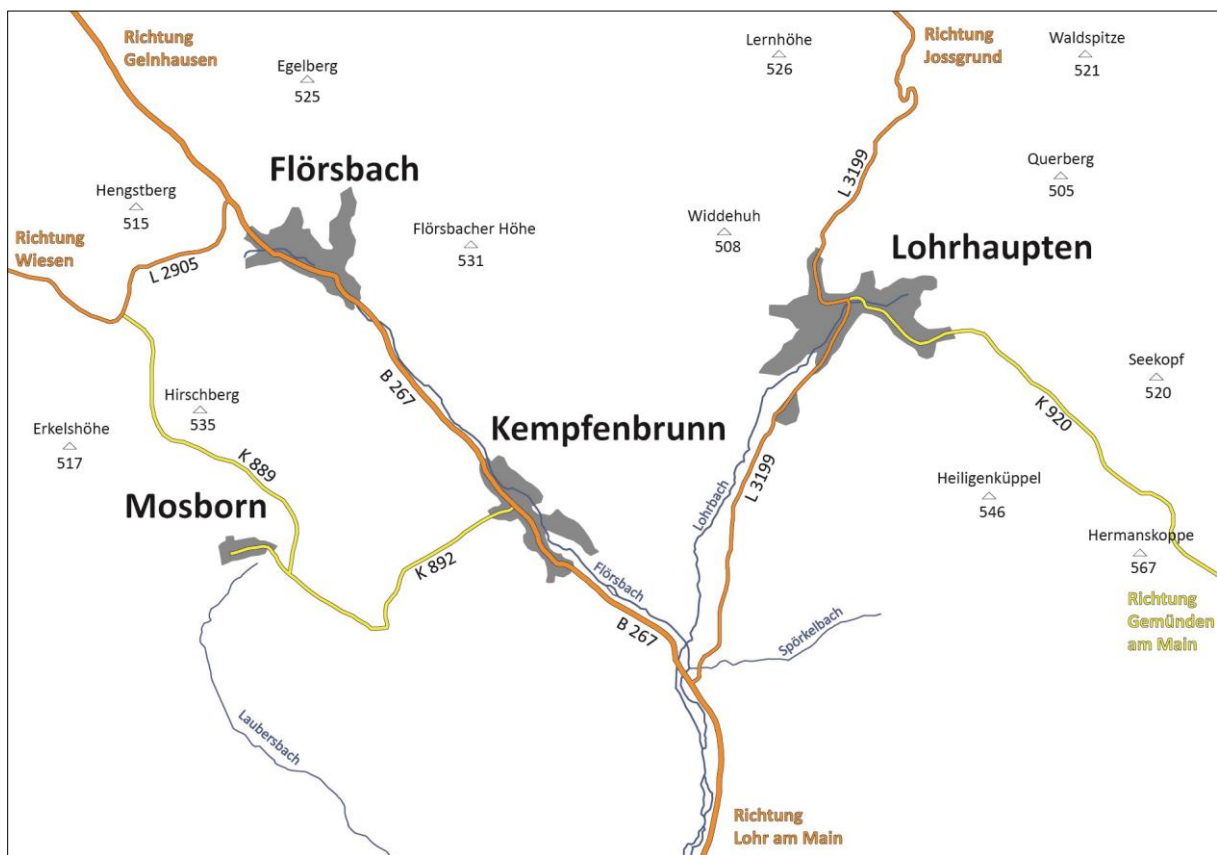 Richtung
Gelnhausen
Egelberg
525
Lernhöhe
526
Richtung
Jossgrund
Waldspitze
521
Flörsbach
Hengstberg
515
Flörsbacher Höhe
531
Widdehuh
508
L 3199
Querberg
505
Richtung
Wiesen
L 2905
Lohrhaupten
B 267
Hirschberg
535
Erkelshöhe
517
K 889
Kempfenbrunn
Seekopf
520
K 920
L 3199
Lohrbach
Heiligenküppel
546
Mosborn
K 892
Flörsbach
Hermanskoppe
567
B 267
Spörkelbach
Richtung
Gemünden
am Main
Laubersbach
Richtung
Lohr am Main